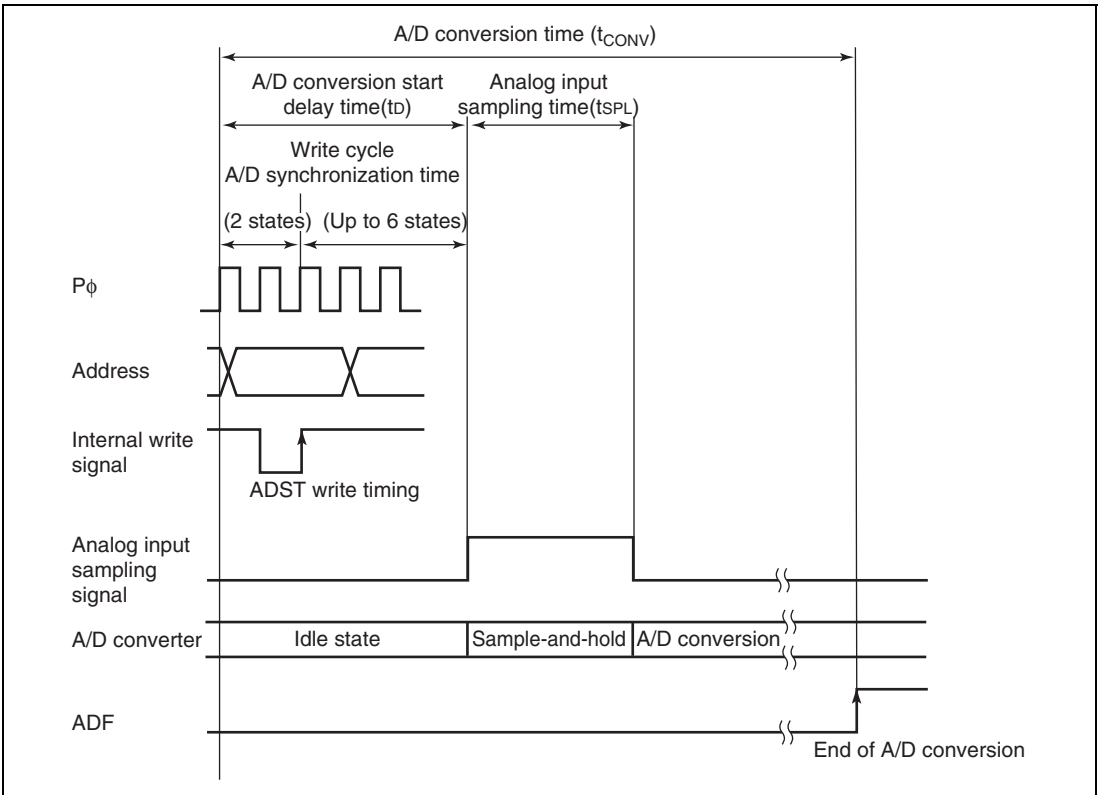 A/D conversion time (tCONV)
A/D conversion start
delay time(tD)
Analog input
sampling time(tSPL)
Write cycle
A/D synchronization time
(2 states) (Up to 6 states)
Pϕ
Address
Internal write
signal
ADST write timing
Analog input
sampling
signal
A/D converter
Idle state
Sample-and-hold
A/D conversion
ADF
End of A/D conversion